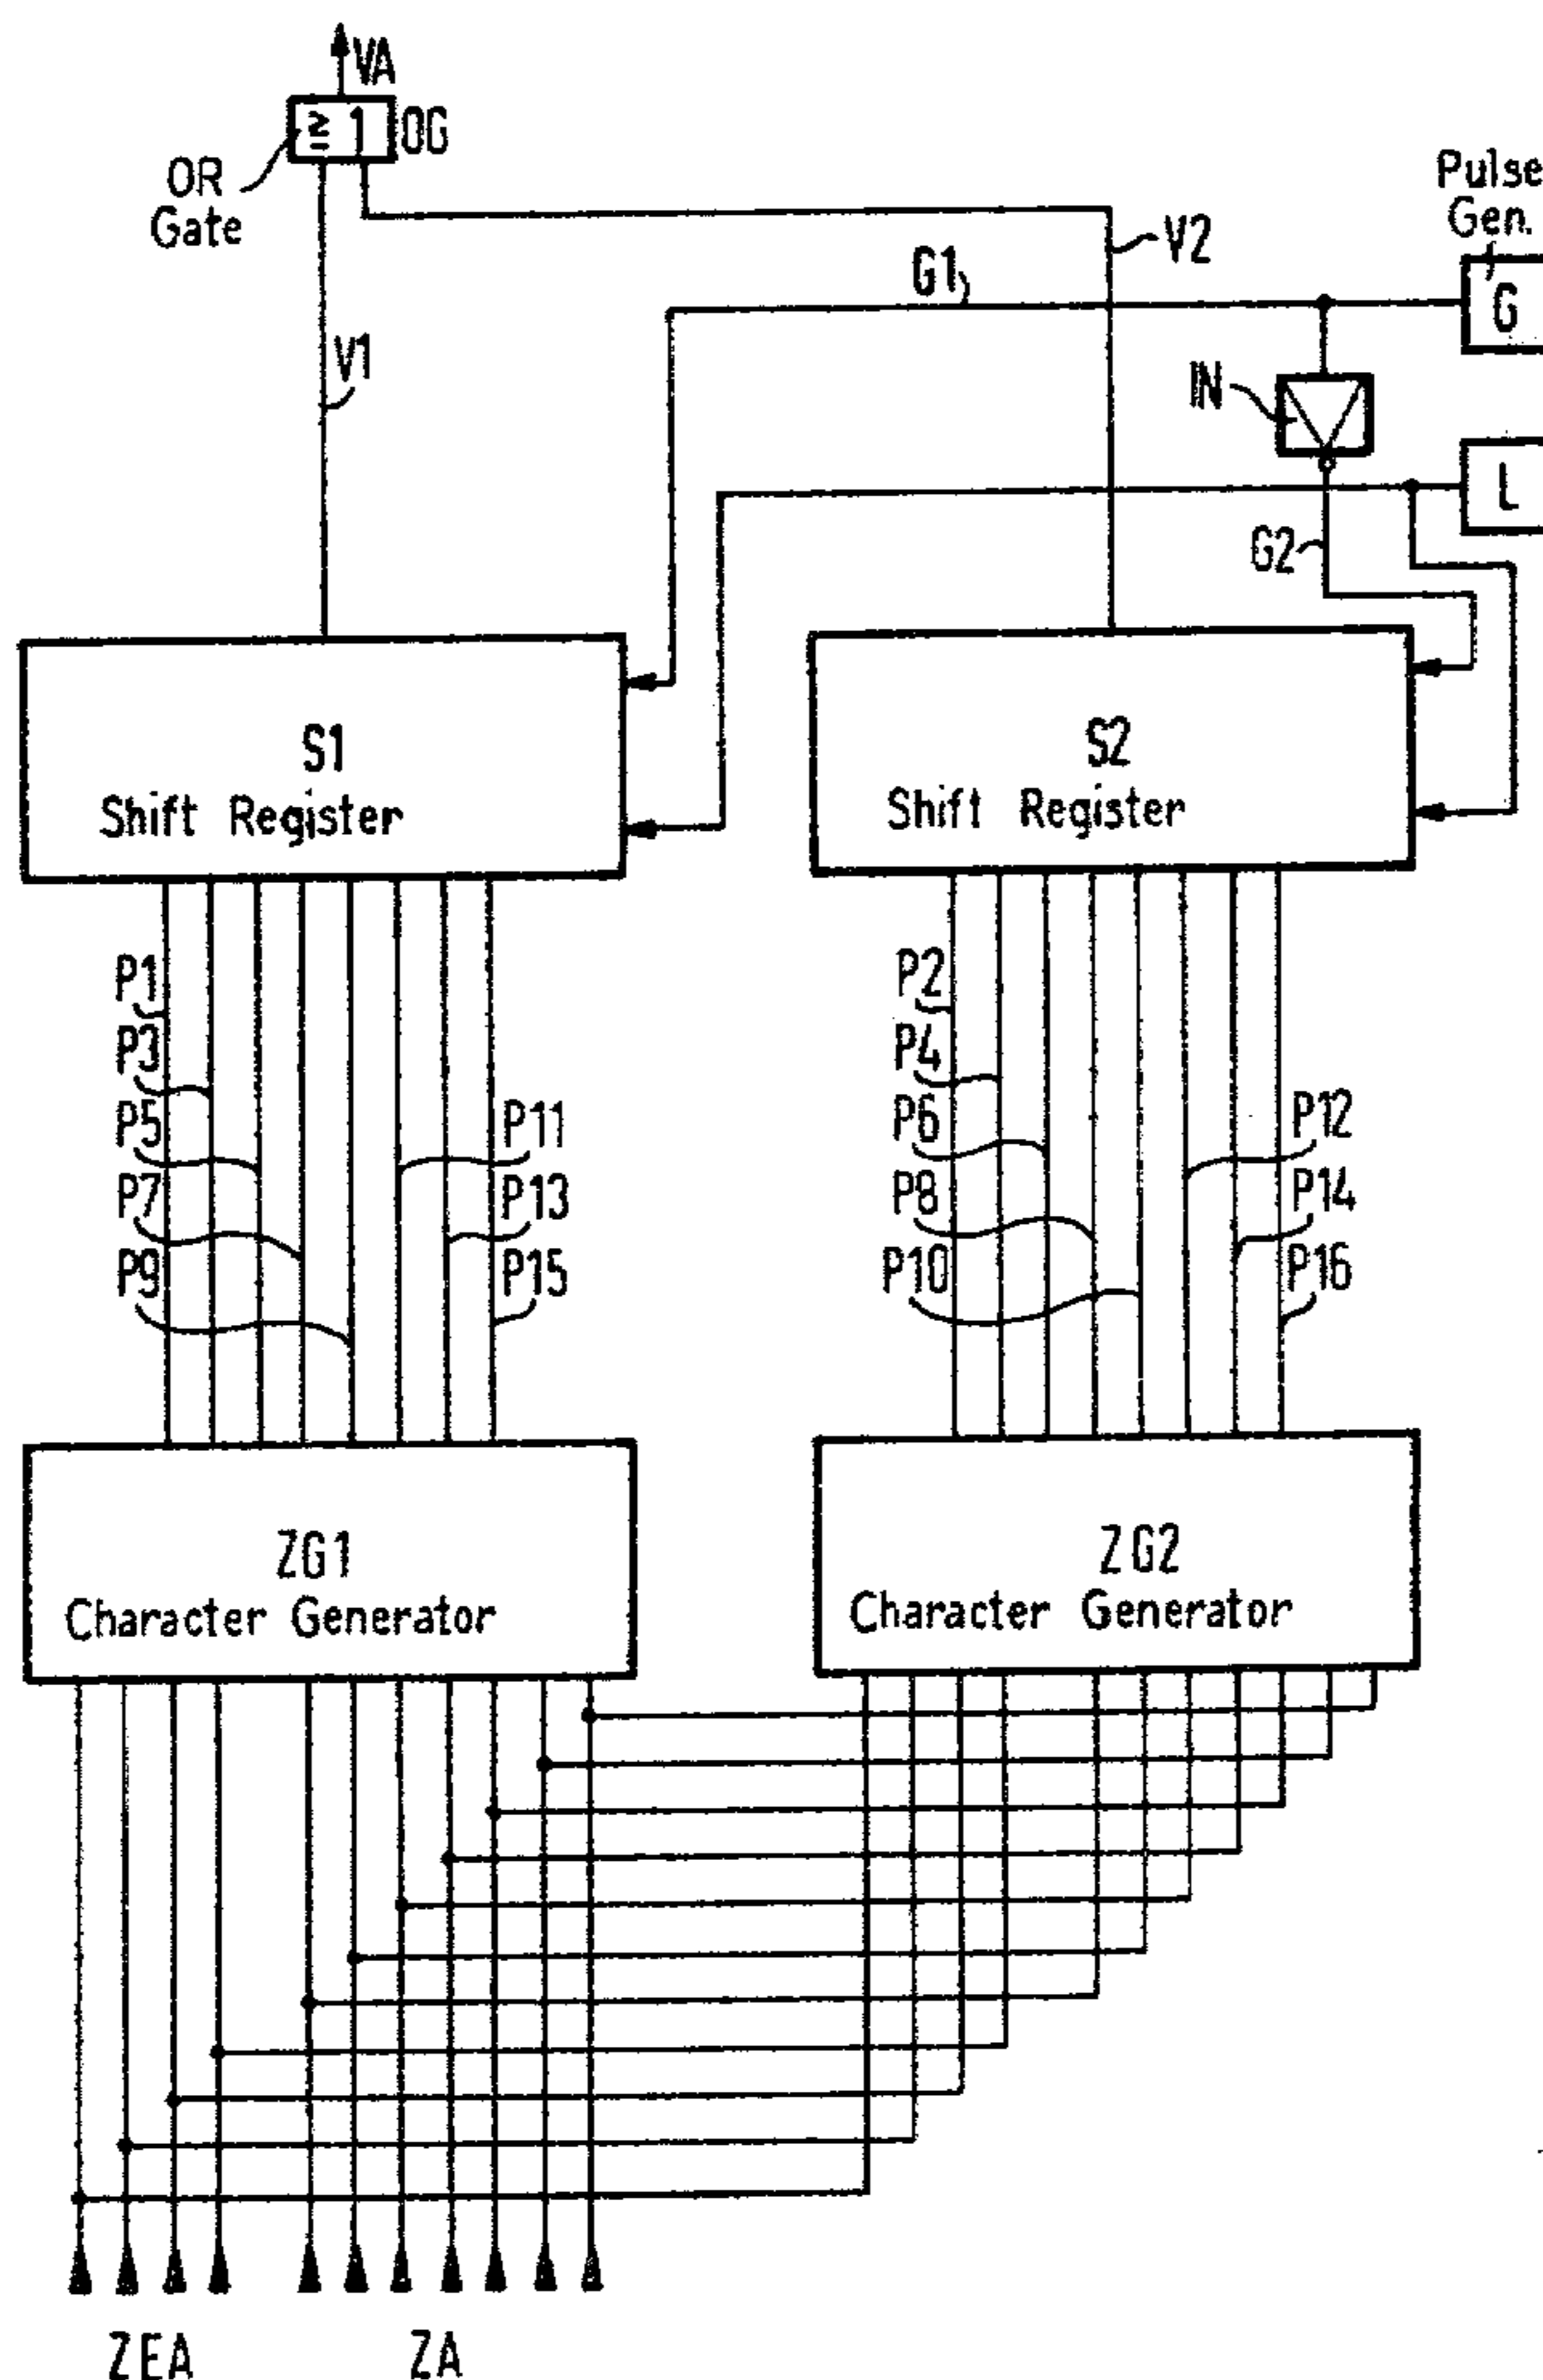 VA
≥ 1 OG
OR
Gate
Pulse
Gen.
V2
G1
G
V1
IN
L
G2
S1
Shift Register
S2
Shift Register
P1
P3
P5
P7
P9
P11
P13
P15
P2
P4
P6
P8
P10
P12
P14
P16
ZG1
Character Generator
ZG2
Character Generator
ZEA
ZA